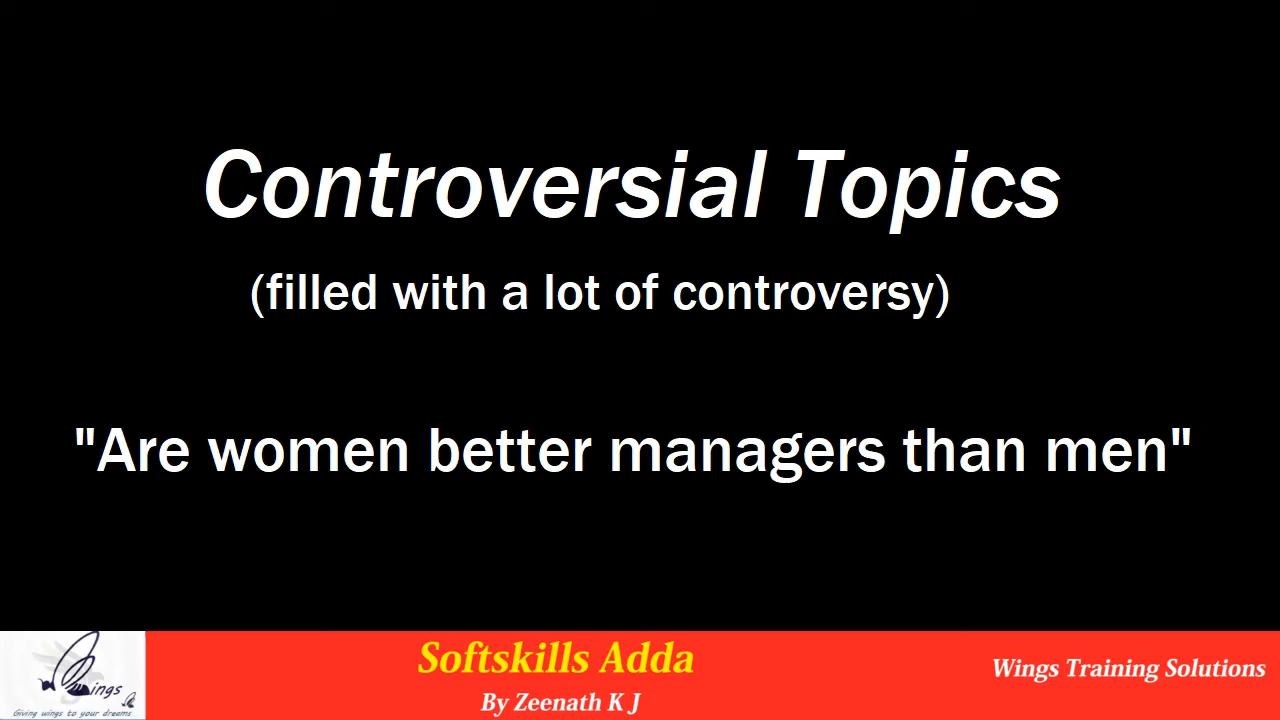 Controversial Topics
(filled with a lot of controversy)
"Are women better managers than men"
Softskills Adda
By Zeenath K J
Wings Training Solutions
ings
Giving wings to your dreams